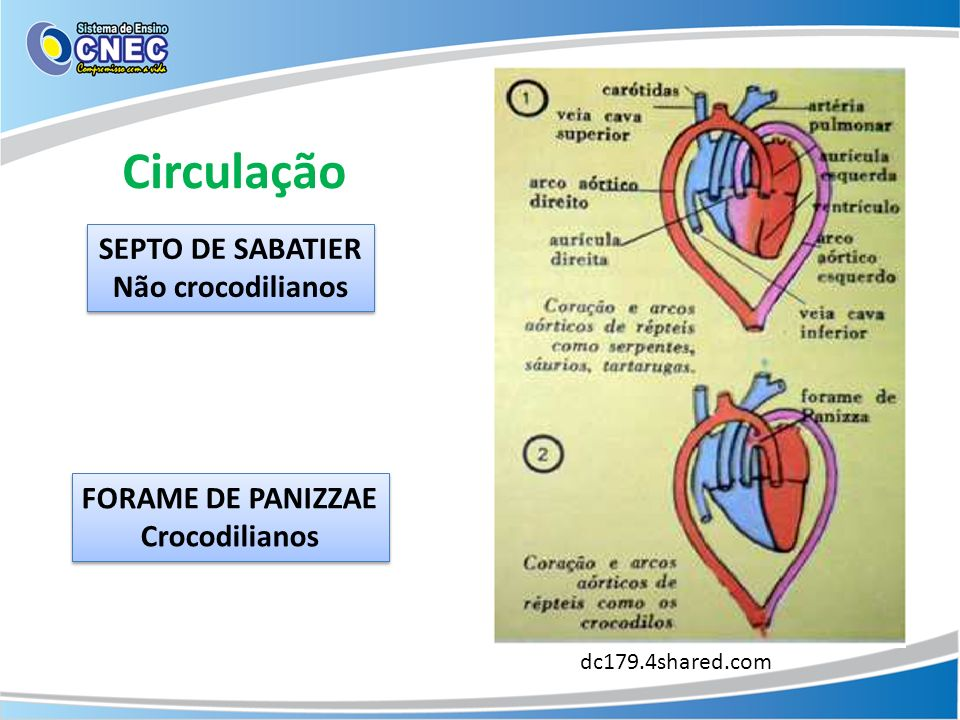 Sistema de Ensino
CNEC
Compromisso com a vida
Circulação
SEPTO DE SABATIER
Não crocodilianos
FORAME DE PANIZZAE
Crocodilianos
1
carótidas
veia cava
superior
artéria
pulmonar
aurícula
esquerda
arco aórtico
direito
ventrículo
aurícula
direita
arco
aórtico
esquerdo
veia cava
inferior
Coração e arcos
aórticos de répteis
como serpentes,
sáurios, tartarugas.
forame de
Panizza
2
Coração e arcos
aórticos de
répteis como os
crocodilos
dc179.4shared.com